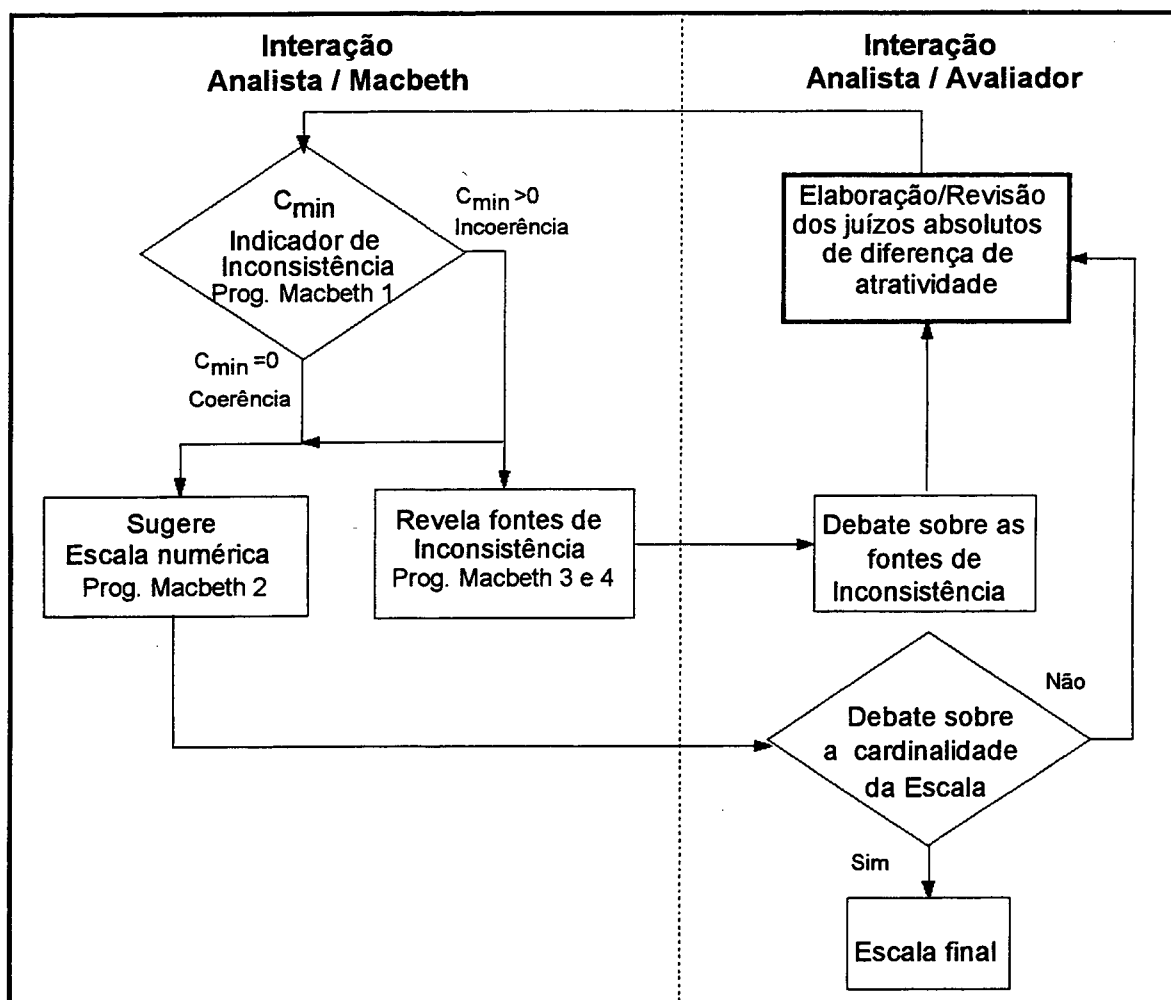 Interação
Analista / Macbeth
Interação
Analista / Avaliador
Cmin
Indicador de
Inconsistência
Prog. Macbeth 1
Cmin >0
Incoerência
Cmin =0
Coerência
Elaboração/Revisão
dos juízos absolutos
de diferença de
atratividade
Sugere
Escala numérica
Prog. Macbeth 2
Revela fontes de
Inconsistência
Prog. Macbeth 3 e 4
Debate sobre as
fontes de
Inconsistência
Debate sobre
a cardinalidade
da Escala
Não
Sim
Escala final